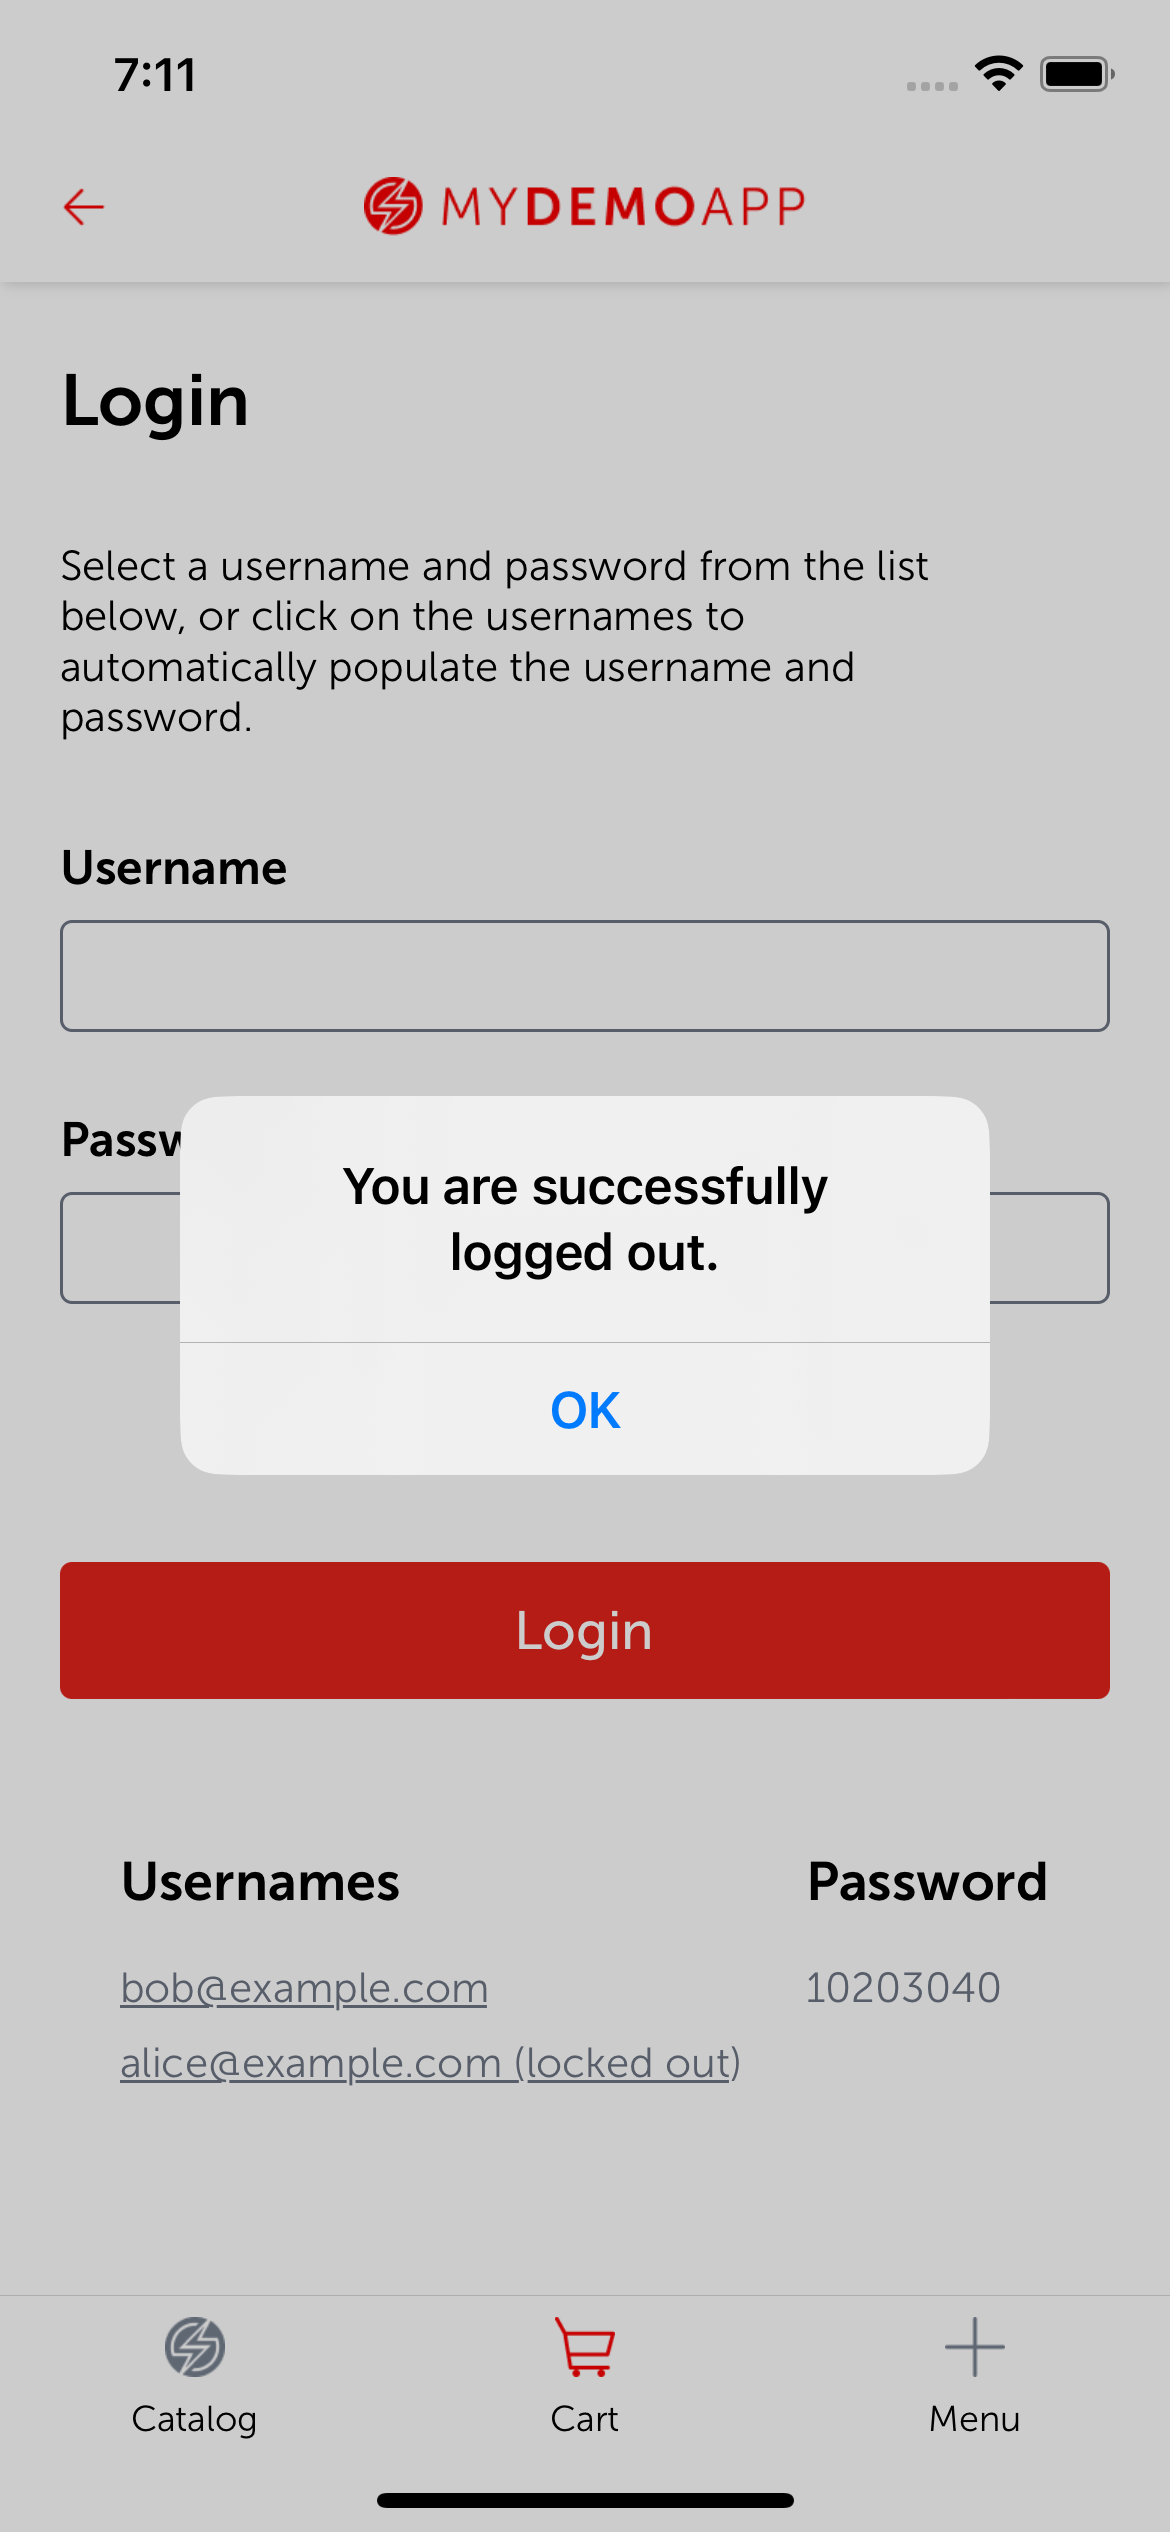 7:11
MYDEMOAPP
Login
Select a username and password from the list
below, or click on the usernames to
automatically populate the username and
password.
Username
Passw
You are successfully
logged out.
OK
Login
Usernames Password
bob@example.com 10203040
alice@example.com (locked out)
Catalog Cart Menu